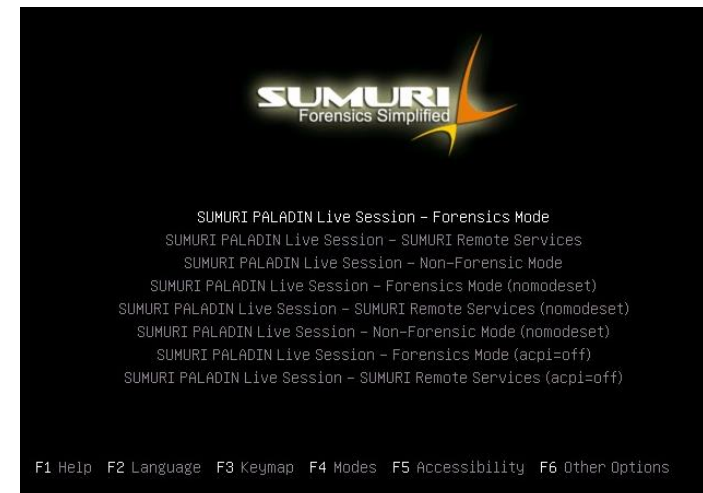 SUMURI
Forensics Simplified
SUMURI PALADIN Live Session – Forensics Mode
SUMURI PALADIN Live Session – SUMURI Remote Services
SUMURI PALADIN Live Session – Non–Forensic Mode
SUMURI PALADIN Live Session – Forensics Mode (nomodeset)
SUMURI PALADIN Live Session – SUMURI Remote Services (nomodeset)
SUMURI PALADIN Live Session – Non–Forensic Mode (nomodeset)
SUMURI PALADIN Live Session – Forensics Mode (acpi=off)
SUMURI PALADIN Live Session – SUMURI Remote Services (acpi=off)
F1 Help F2 Language F3 Keymap F4 Modes F5 Accessibility F6 Other Options